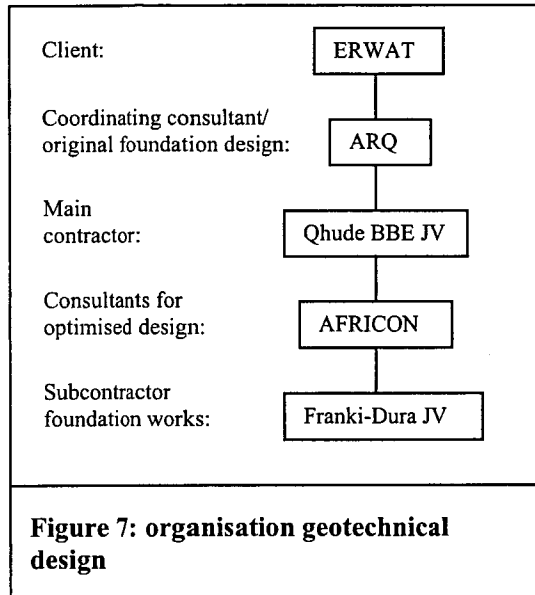 Client:
ERWAT
Coordinating consultant/
original foundation design:
ARQ
Main
contractor:
Qhude BBE JV
Consultants for
optimised design:
AFRICON
Subcontractor
foundation works:
Franki-Dura JV
Figure 7: organisation geotechnical
design